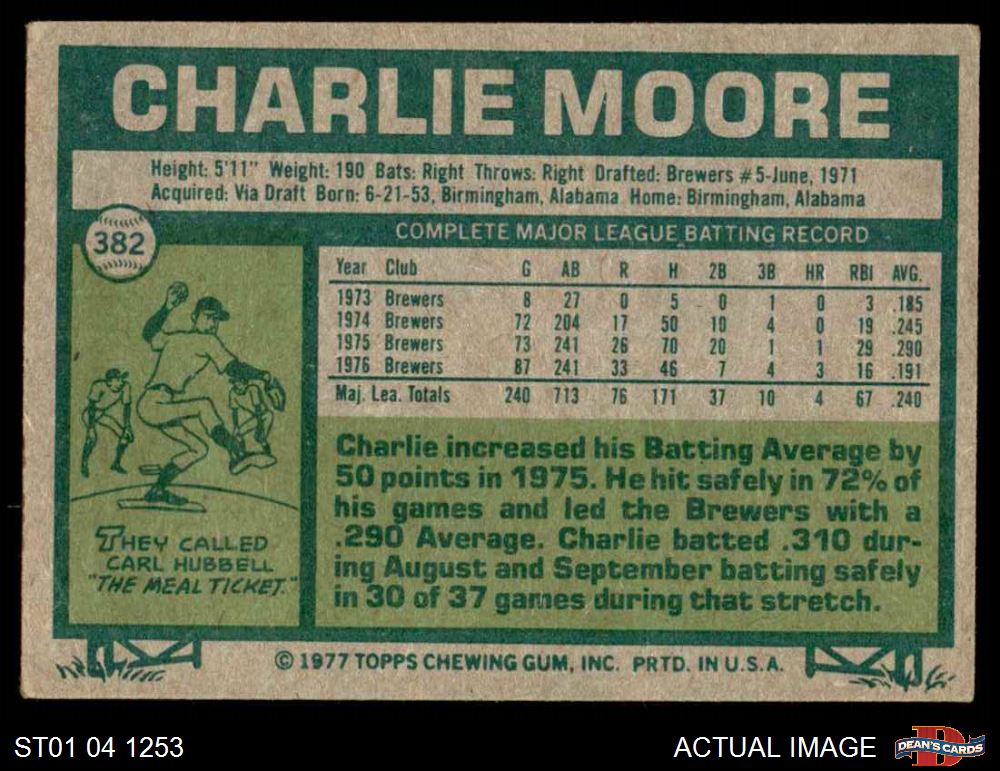 CHARLIE MOORE
Height: 5'11" Weight: 190 Bats: Right Throws: Right Drafted: Brewers #5-June, 1971
Acquired: Via Draft Born: 6-21-53, Birmingham, Alabama Home: Birmingham, Alabama
382
COMPLETE MAJOR LEAGUE BATTING RECORD
Year Club G AB R H 2B 3B HR RBI AVG.
1973 Brewers 8 27 0 5 0 1 0 3 .185
1974 Brewers 72 204 17 50 10 4 0 19 .245
1975 Brewers 73 241 26 70 20 1 1 29 .290
1976 Brewers 87 241 33 46 7 4 3 16 .191
Maj. Lea. Totals 240 713 76 171 37 10 4 67 .240
THEY CALLED
CARL HUBBELL
"THE MEAL TICKET."
Charlie increased his Batting Average by
50 points in 1975. He hit safely in 72% of
his games and led the Brewers with a
.290 Average. Charlie batted .310 dur-
ing August and September batting safely
in 30 of 37 games during that stretch.
© 1977 TOPPS CHEWING GUM, INC. PRTD. IN U.S.A.
ST01 04 1253
ACTUAL IMAGE
D
DEAN'S CARDS